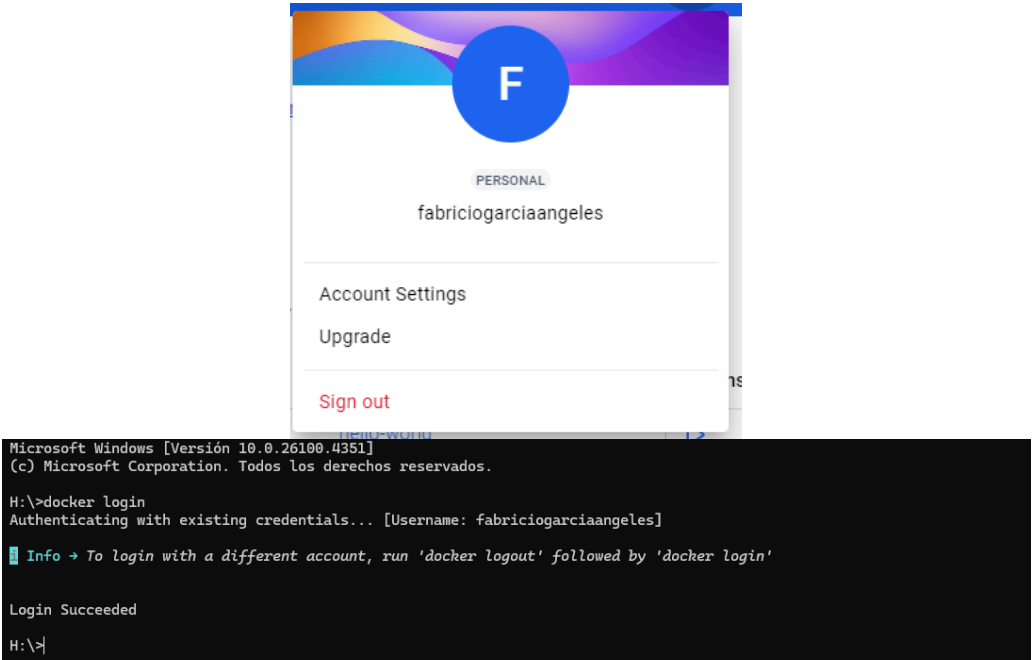 F
PERSONAL
fabriciogarciaangeles
Account Settings
Upgrade
Sign out
hello-world
Microsoft Windows [Versión 10.0.26100.4351]
(c) Microsoft Corporation. Todos los derechos reservados.
H:\>docker login
Authenticating with existing credentials... [Username: fabriciogarciaangeles]
i Info → To login with a different account, run 'docker logout' followed by 'docker login'
Login Succeeded
H:\>